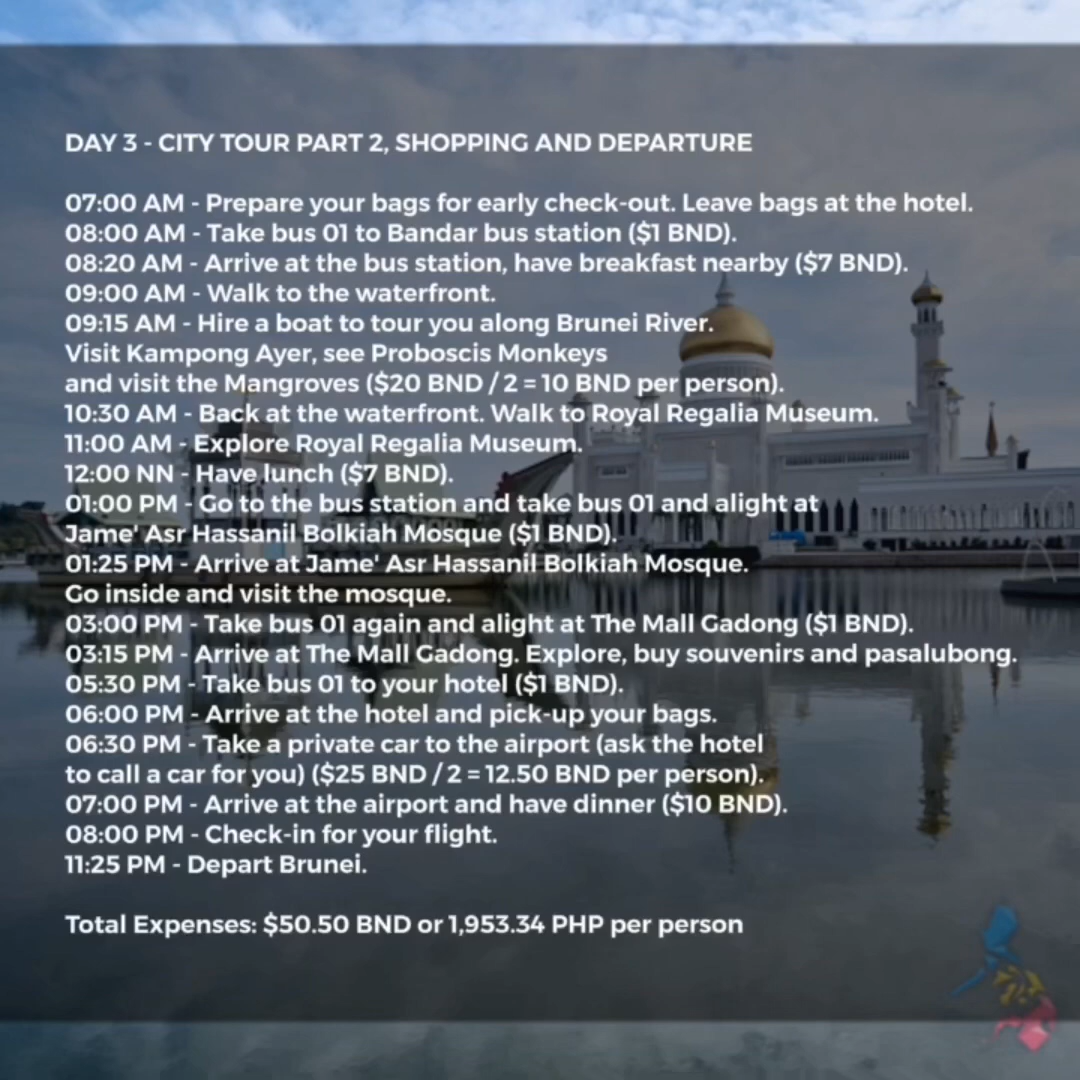 DAY 3 - CITY TOUR PART 2, SHOPPING AND DEPARTURE
07:00 AM - Prepare your bags for early check-out. Leave bags at the hotel.
08:00 AM - Take bus 01 to Bandar bus station ($1 BND).
08:20 AM - Arrive at the bus station, have breakfast nearby ($7 BND).
09:00 AM - Walk to the waterfront.
09:15 AM - Hire a boat to tour you along Brunei River.
Visit Kampong Ayer, see Proboscis Monkeys
and visit the Mangroves ($20 BND / 2 = 10 BND per person).
10:30 AM - Back at the waterfront. Walk to Royal Regalia Museum.
11:00 AM - Explore Royal Regalia Museum.
12:00 NN - Have lunch ($7 BND).
01:00 PM - Go to the bus station and take bus 01 and alight at
Jame' Asr Hassanil Bolkiah Mosque ($1 BND).
01:25 PM - Arrive at Jame' Asr Hassanil Bolkiah Mosque.
Go inside and visit the mosque.
03:00 PM - Take bus 01 again and alight at The Mall Gadong ($1 BND).
03:15 PM - Arrive at The Mall Gadong. Explore, buy souvenirs and pasalubong.
05:30 PM - Take bus 01 to your hotel ($1 BND).
06:00 PM - Arrive at the hotel and pick-up your bags.
06:30 PM - Take a private car to the airport (ask the hotel
to call a car for you) ($25 BND / 2 = 12.50 BND per person).
07:00 PM - Arrive at the airport and have dinner ($10 BND).
08:00 PM - Check-in for your flight.
11:25 PM - Depart Brunei.
Total Expenses: $50.50 BND or 1,953.34 PHP per person